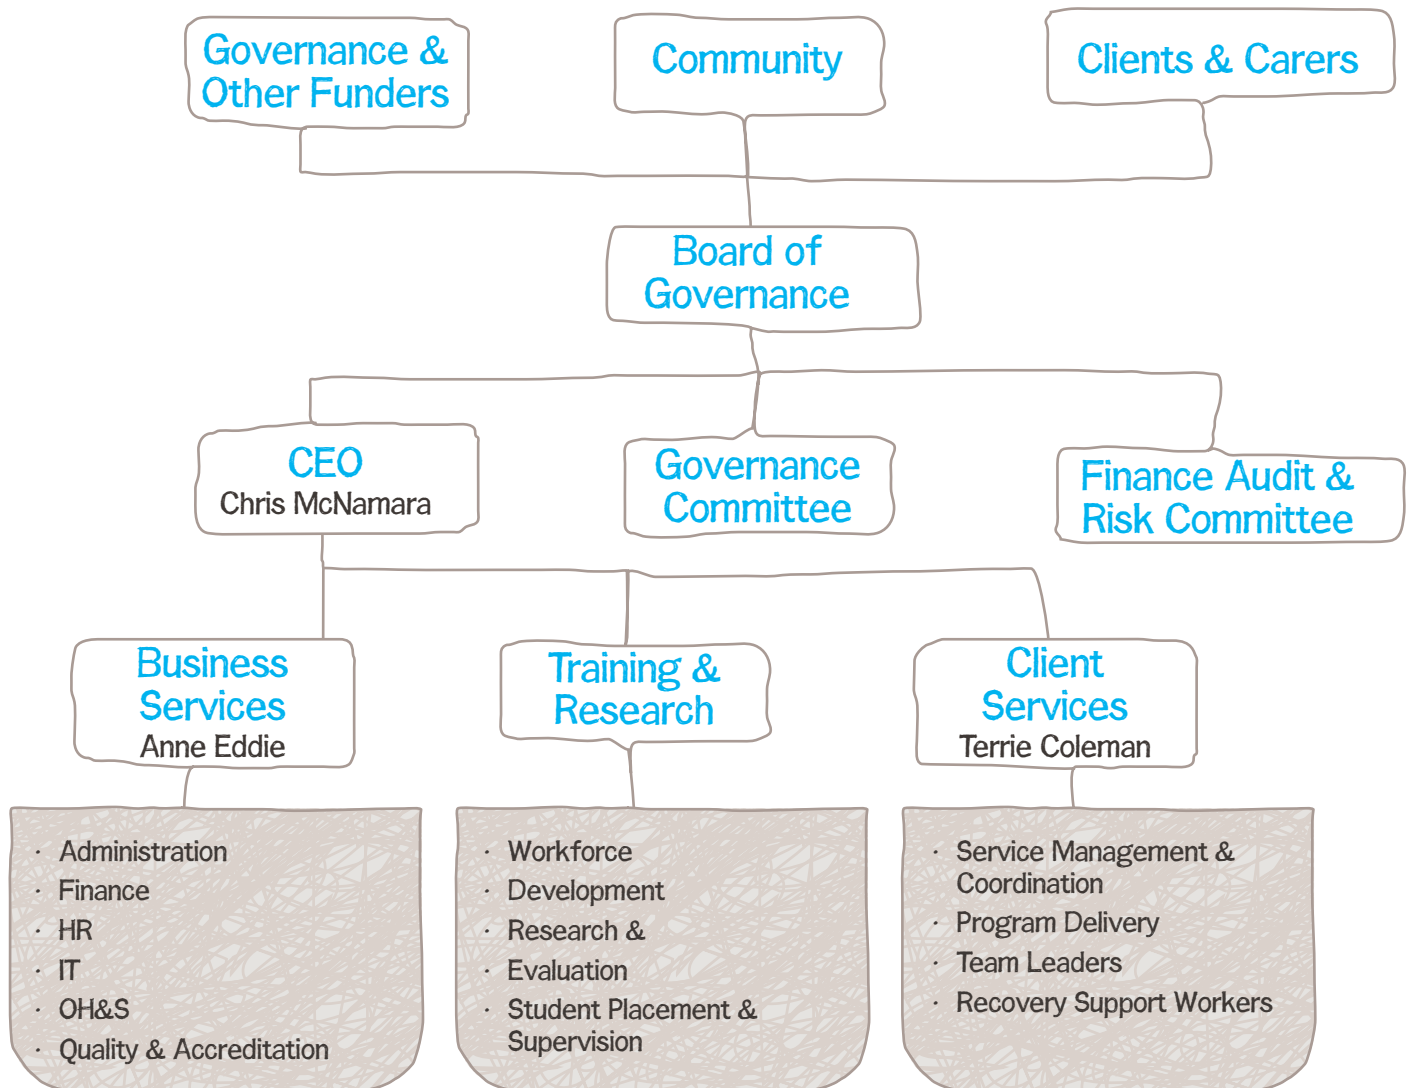 Governance &
Other Funders
Community
Clients & Carers
Board of
Governance
CEO
Chris McNamara
Governance
Committee
Finance Audit &
Risk Committee
Business
Services
Anne Eddie
Training &
Research
Client
Services
Terrie Coleman
· Administration
· Finance
· HR
· IT
· OH&S
· Quality & Accreditation
· Workforce
· Development
· Research &
· Evaluation
· Student Placement &
Supervision
· Service Management &
Coordination
· Program Delivery
· Team Leaders
· Recovery Support Workers